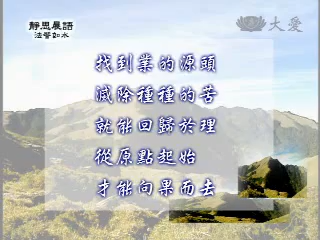 靜思晨語
法譬如水
大愛
找到業的源頭
減除種種的苦
就能回歸於理
從原點起始
才能向果而去